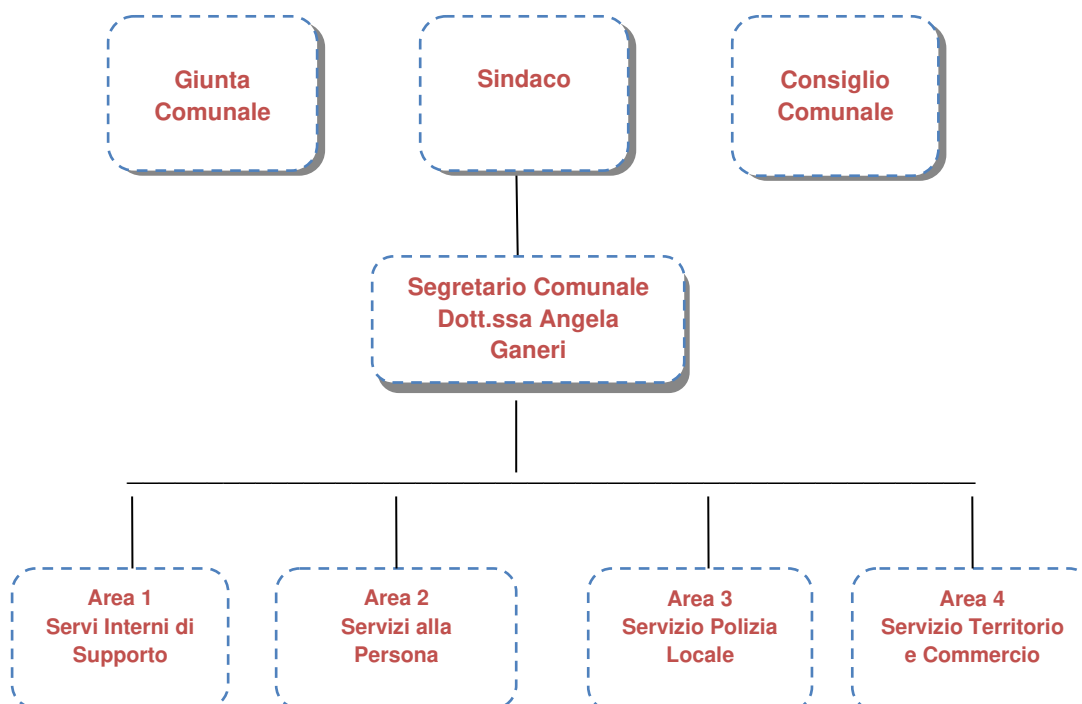 Giunta
Comunale
Sindaco
Consiglio
Comunale
Segretario Comunale
Dott.ssa Angela
Ganeri
Area 1
Servi Interni di
Supporto
Area 2
Servizi alla
Persona
Area 3
Servizio Polizia
Locale
Area 4
Servizio Territorio
e Commercio